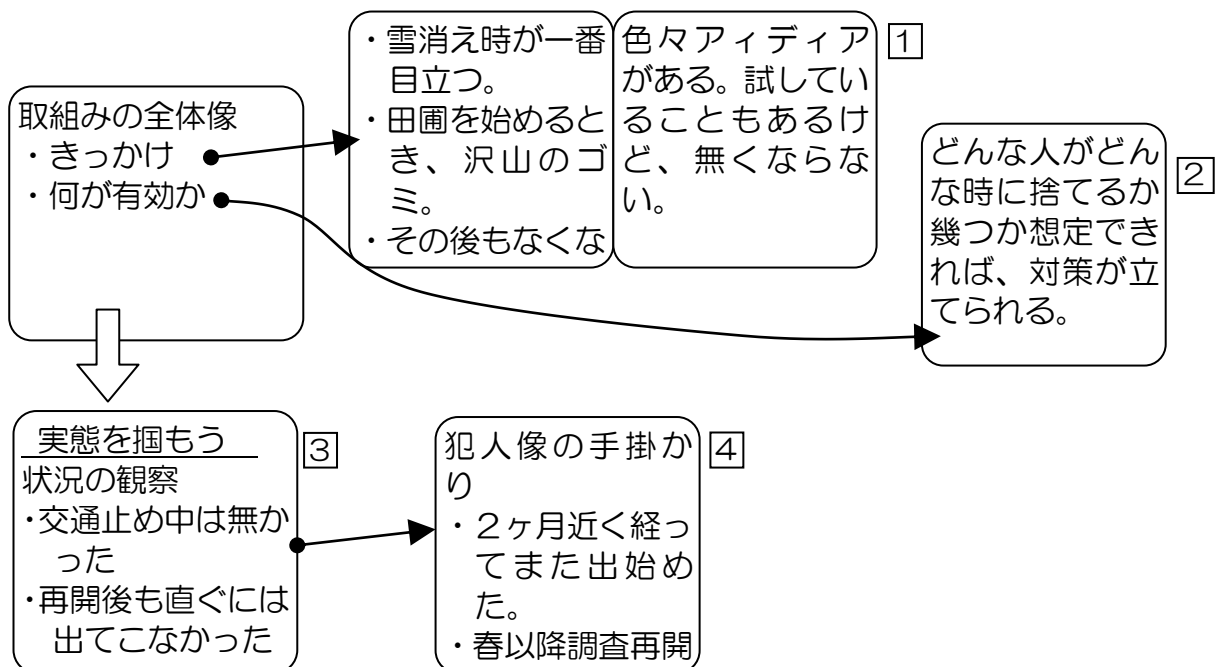 取組みの全体像
・きっかけ
・何が有効か
・雪消え時が一番
目立つ。
・田圃を始めると
き、沢山のゴ
ミ。
・その後もなくな
色々アィディア
がある。試してい
ることもあるけ
ど、無くならな
い。
1
どんな人がどん
な時に捨てるか
幾つか想定でき
れば、対策が立
てられる。
2
実態を掴もう
状況の観察
・交通止め中は無か
った
・再開後も直ぐには
出てこなかった
3
犯人像の手掛か
り
・２ヶ月近く経っ
てまた出始め
た。
・春以降調査再開
4